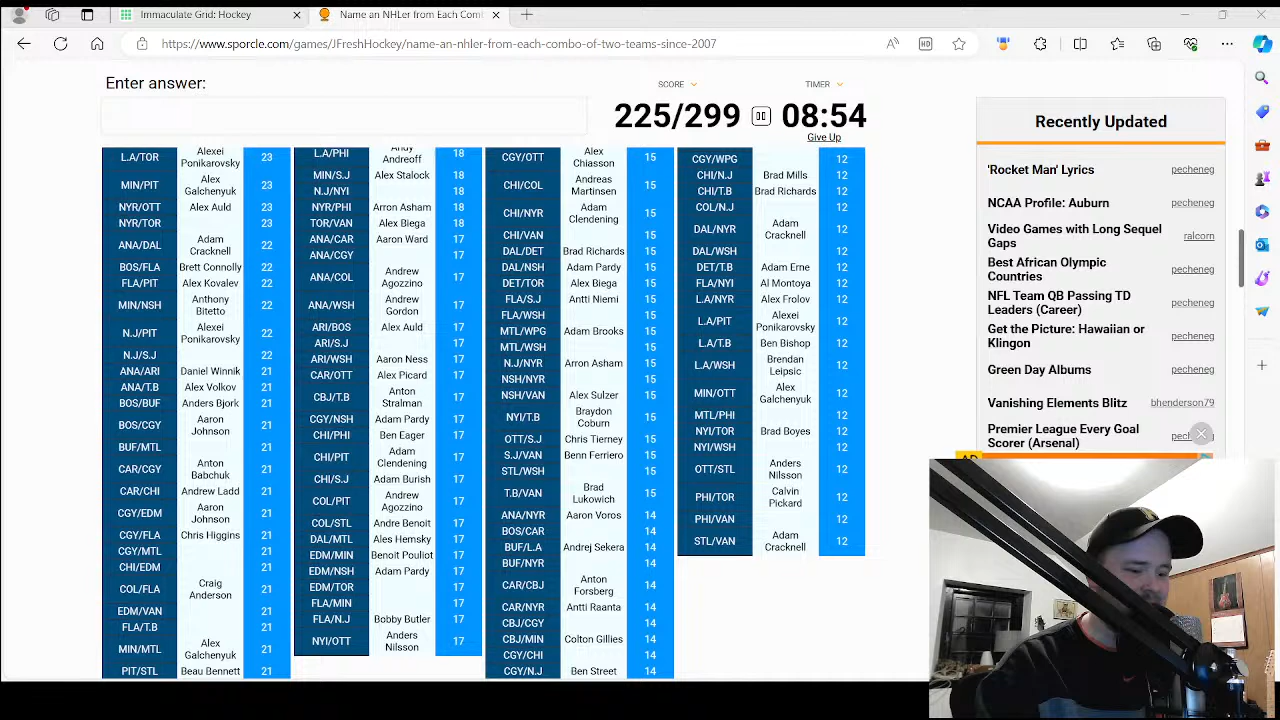 Immaculate Grid: Hockey
Name an NHLer from Each Com
https://www.sporcle.com/games/JFreshHockey/name-an-nhler-from-each-combo-of-two-teams-since-2007
Enter answer:
SCORE
TIMER
225/299
08:54
Give Up
L.A/TOR Alexei Ponikarovsky 23
MIN/PIT Alex Galchenyuk 23
NYR/OTT Alex Auld 23
NYR/TOR 23
ANA/DAL Adam Cracknell 22
BOS/FLA Brett Connolly 22
FLA/PIT Alex Kovalev 22
MIN/NSH Anthony Bitetto 22
N.J/PIT Alexei Ponikarovsky 22
N.J/S.J 22
ANA/ARI Daniel Winnik 21
ANA/T.B Alex Volkov 21
BOS/BUF Anders Bjork 21
BOS/CGY Aaron Johnson 21
BUF/MTL 21
CAR/CGY Anton Babchuk 21
CAR/CHI Andrew Ladd 21
CGY/EDM Aaron Johnson 21
CGY/FLA Chris Higgins 21
CGY/MTL 21
CHI/EDM 21
COL/FLA Craig Anderson 21
EDM/VAN 21
FLA/T.B 21
MIN/MTL Alex Galchenyuk 21
PIT/STL Beau Bennett 21
L.A/PHI Andy Andreoff 18
MIN/S.J Alex Stalock 18
N.J/NYI 18
NYR/PHI Arron Asham 18
TOR/VAN Alex Biega 18
ANA/CAR Aaron Ward 17
ANA/CGY 17
ANA/COL Andrew Agozzino 17
ANA/WSH Andrew Gordon 17
ARI/BOS Alex Auld 17
ARI/S.J 17
ARI/WSH Aaron Ness 17
CAR/OTT Alex Picard 17
CBJ/T.B Anton Stralman 17
CGY/NSH Adam Pardy 17
CHI/PHI Ben Eager 17
CHI/PIT Adam Clendening 17
CHI/S.J Adam Burish 17
COL/PIT Andrew Agozzino 17
COL/STL Andre Benoit 17
DAL/MTL Ales Hemsky 17
EDM/MIN Benoit Pouliot 17
EDM/NSH Adam Pardy 17
EDM/TOR 17
FLA/MIN 17
FLA/N.J Bobby Butler 17
NYI/OTT Anders Nilsson 17
CGY/OTT Alex Chiasson 15
CHI/COL Andreas Martinsen 15
CHI/NYR Adam Clendening 15
CHI/VAN 15
DAL/DET Brad Richards 15
DAL/NSH Adam Pardy 15
DET/TOR Alex Biega 15
FLA/S.J Antti Niemi 15
FLA/WSH 15
MTL/WPG Adam Brooks 15
MTL/WSH 15
N.J/NYR Arron Asham 15
NSH/NYR 15
NSH/VAN Alex Sulzer 15
NYI/T.B Braydon Coburn 15
OTT/S.J Chris Tierney 15
S.J/VAN Benn Ferriero 15
STL/WSH 15
T.B/VAN Brad Lukowich 15
ANA/NYR Aaron Voros 14
BOS/CAR 14
BUF/L.A Andrej Sekera 14
BUF/NYR 14
CAR/CBJ Anton Forsberg 14
CAR/NYR Antti Raanta 14
CBJ/CGY 14
CBJ/MIN Colton Gillies 14
CGY/CHI 14
CGY/N.J Ben Street 14
CGY/WPG 12
CHI/N.J Brad Mills 12
CHI/T.B Brad Richards 12
COL/N.J 12
DAL/NYR Adam Cracknell 12
DAL/WSH 12
DET/T.B Adam Erne 12
FLA/NYI Al Montoya 12
L.A/NYR Alex Frolov 12
L.A/PIT Alexei Ponikarovsky 12
L.A/T.B Ben Bishop 12
L.A/WSH Brendan Leipsic 12
MIN/OTT Alex Galchenyuk 12
MTL/PHI 12
NYI/TOR Brad Boyes 12
NYI/WSH 12
OTT/STL Anders Nilsson 12
PHI/TOR Calvin Pickard 12
PHI/VAN 12
STL/VAN Adam Cracknell 12
Recently Updated
'Rocket Man' Lyrics pecheneg
NCAA Profile: Auburn pecheneg
Video Games with Long Sequel Gaps ralcorn
Best African Olympic Countries pecheneg
NFL Team QB Passing TD Leaders (Career) pecheneg
Get the Picture: Hawaiian or Klingon pecheneg
Green Day Albums pecheneg
Vanishing Elements Blitz bhenderson79
Premier League Every Goal Scorer (Arsenal)